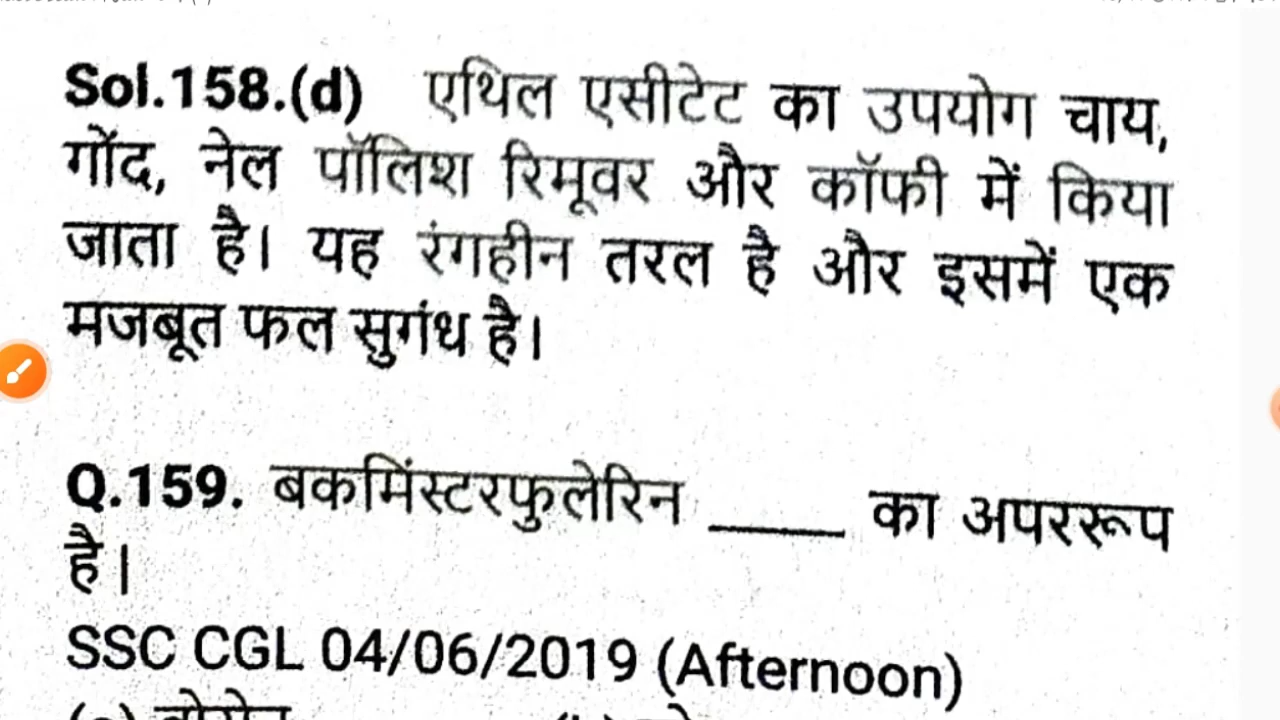 Sol.158.(d) एथिल एसीटेट का उपयोग चाय,
गोंद, नेल पॉलिश रिमूवर और कॉफी में किया
जाता है। यह रंगहीन तरल है और इसमें एक
मजबूत फल सुगंध है।
Q.159. बकमिंस्टरफुलेरिन _____ का अपररूप
है।
SSC CGL 04/06/2019 (Afternoon)